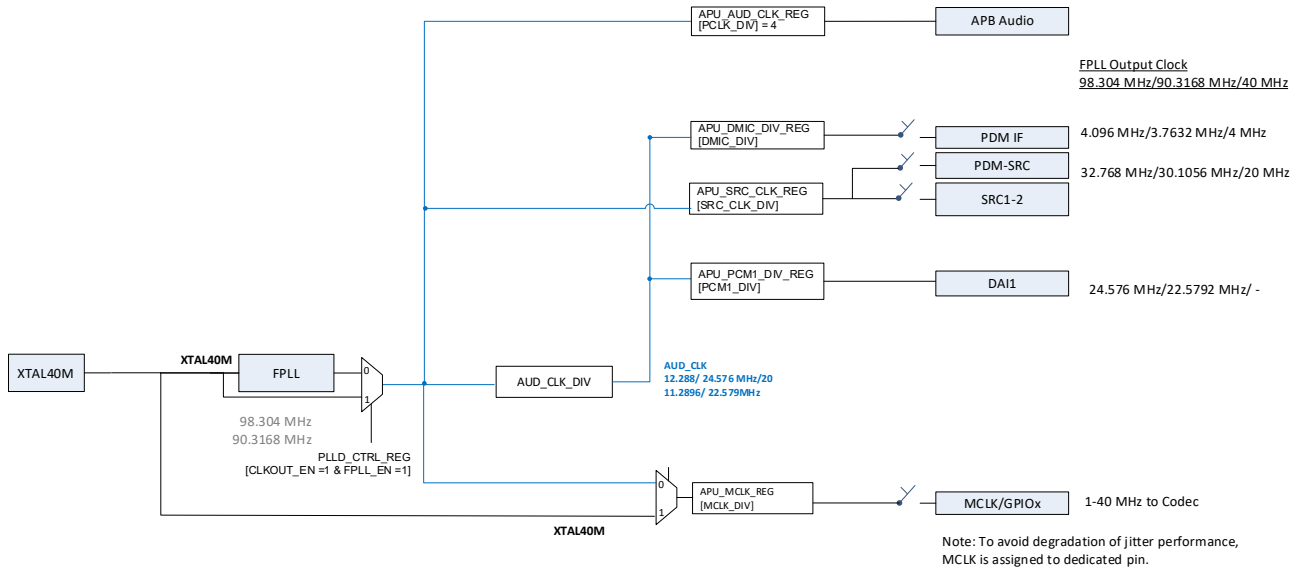 APU_AUD_CLK_REG
[PCLK_DIV] = 4
APB Audio
FPLL Output Clock
98.304 MHz/90.3168 MHz/40 MHz
APU_DMIC_DIV_REG
[DMIC_DIV]
PDM IF
4.096 MHz/3.7632 MHz/4 MHz
PDM-SRC
32.768 MHz/30.1056 MHz/20 MHz
APU_SRC_CLK_REG
[SRC_CLK_DIV]
SRC1-2
APU_PCM1_DIV_REG
[PCM1_DIV]
DAI1
24.576 MHz/22.5792 MHz/ -
XTAL40M
XTAL40M
FPLL
0
1
AUD_CLK_DIV
AUD_CLK
12.288/ 24.576 MHz/20
11.2896/ 22.579MHz
98.304 MHz
90.3168 MHz
PLLD_CTRL_REG
[CLKOUT_EN =1 & FPLL_EN =1]
0
1
APU_MCLK_REG
[MCLK_DIV]
MCLK/GPIOx
1-40 MHz to Codec
XTAL40M
Note: To avoid degradation of jitter performance,
MCLK is assigned to dedicated pin.